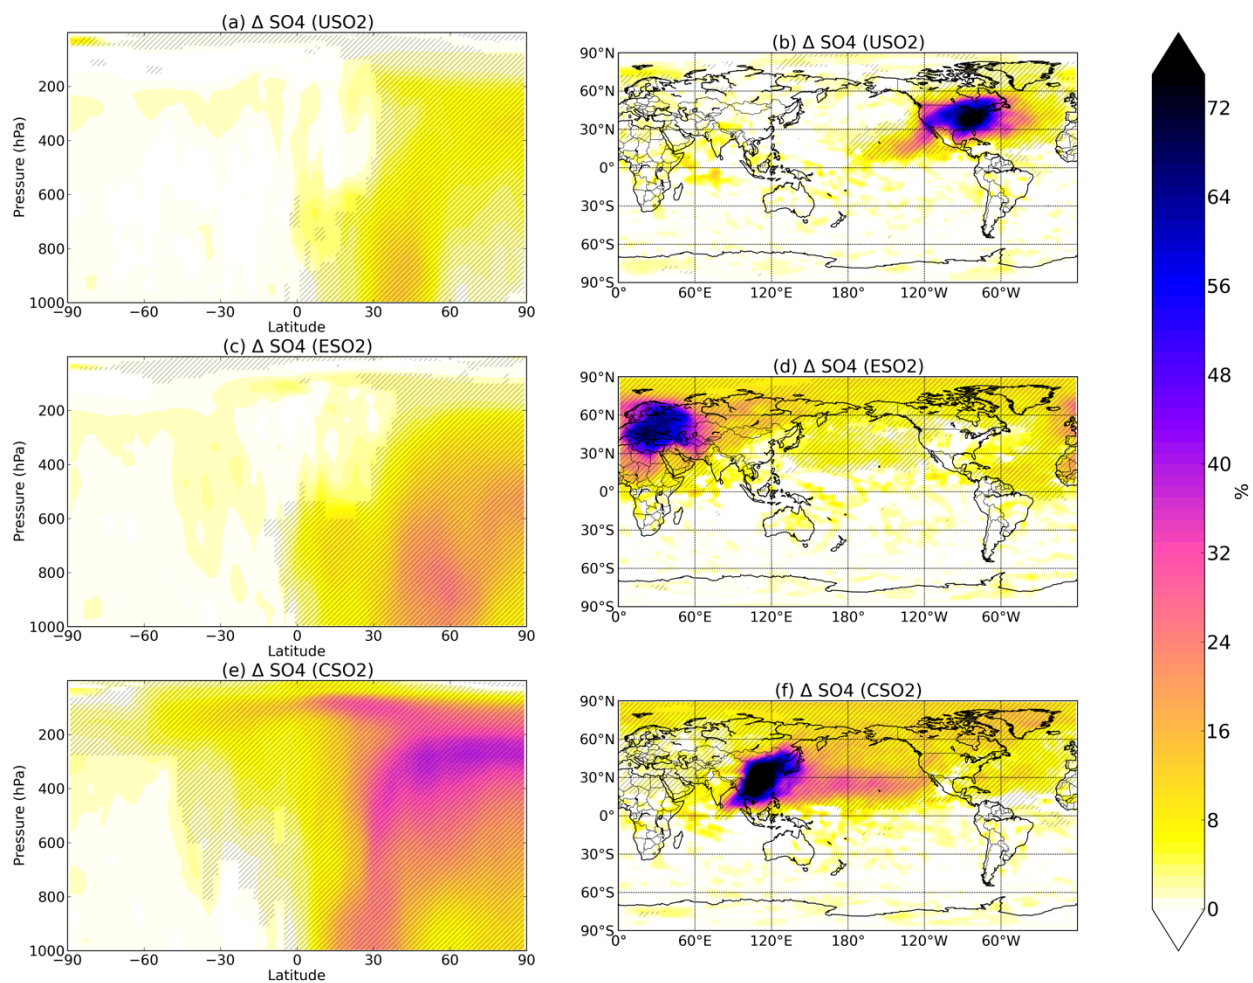 (a) Δ SO4 (USO2)
Pressure (hPa)
200
400
600
800
1000
−90 −60 −30 0 30 60 90
Latitude
(b) Δ SO4 (USO2)
90°N
60°N
30°N
0°
30°S
60°S
90°S
0° 60°E 120°E 180° 120°W 60°W
(c) Δ SO4 (ESO2)
Pressure (hPa)
200
400
600
800
1000
−90 −60 −30 0 30 60 90
Latitude
(d) Δ SO4 (ESO2)
90°N
60°N
30°N
0°
30°S
60°S
90°S
0° 60°E 120°E 180° 120°W 60°W
(e) Δ SO4 (CSO2)
Pressure (hPa)
200
400
600
800
1000
−90 −60 −30 0 30 60 90
Latitude
(f) Δ SO4 (CSO2)
90°N
60°N
30°N
0°
30°S
60°S
90°S
0° 60°E 120°E 180° 120°W 60°W
72
64
56
48
40
32
24
16
8
0
%